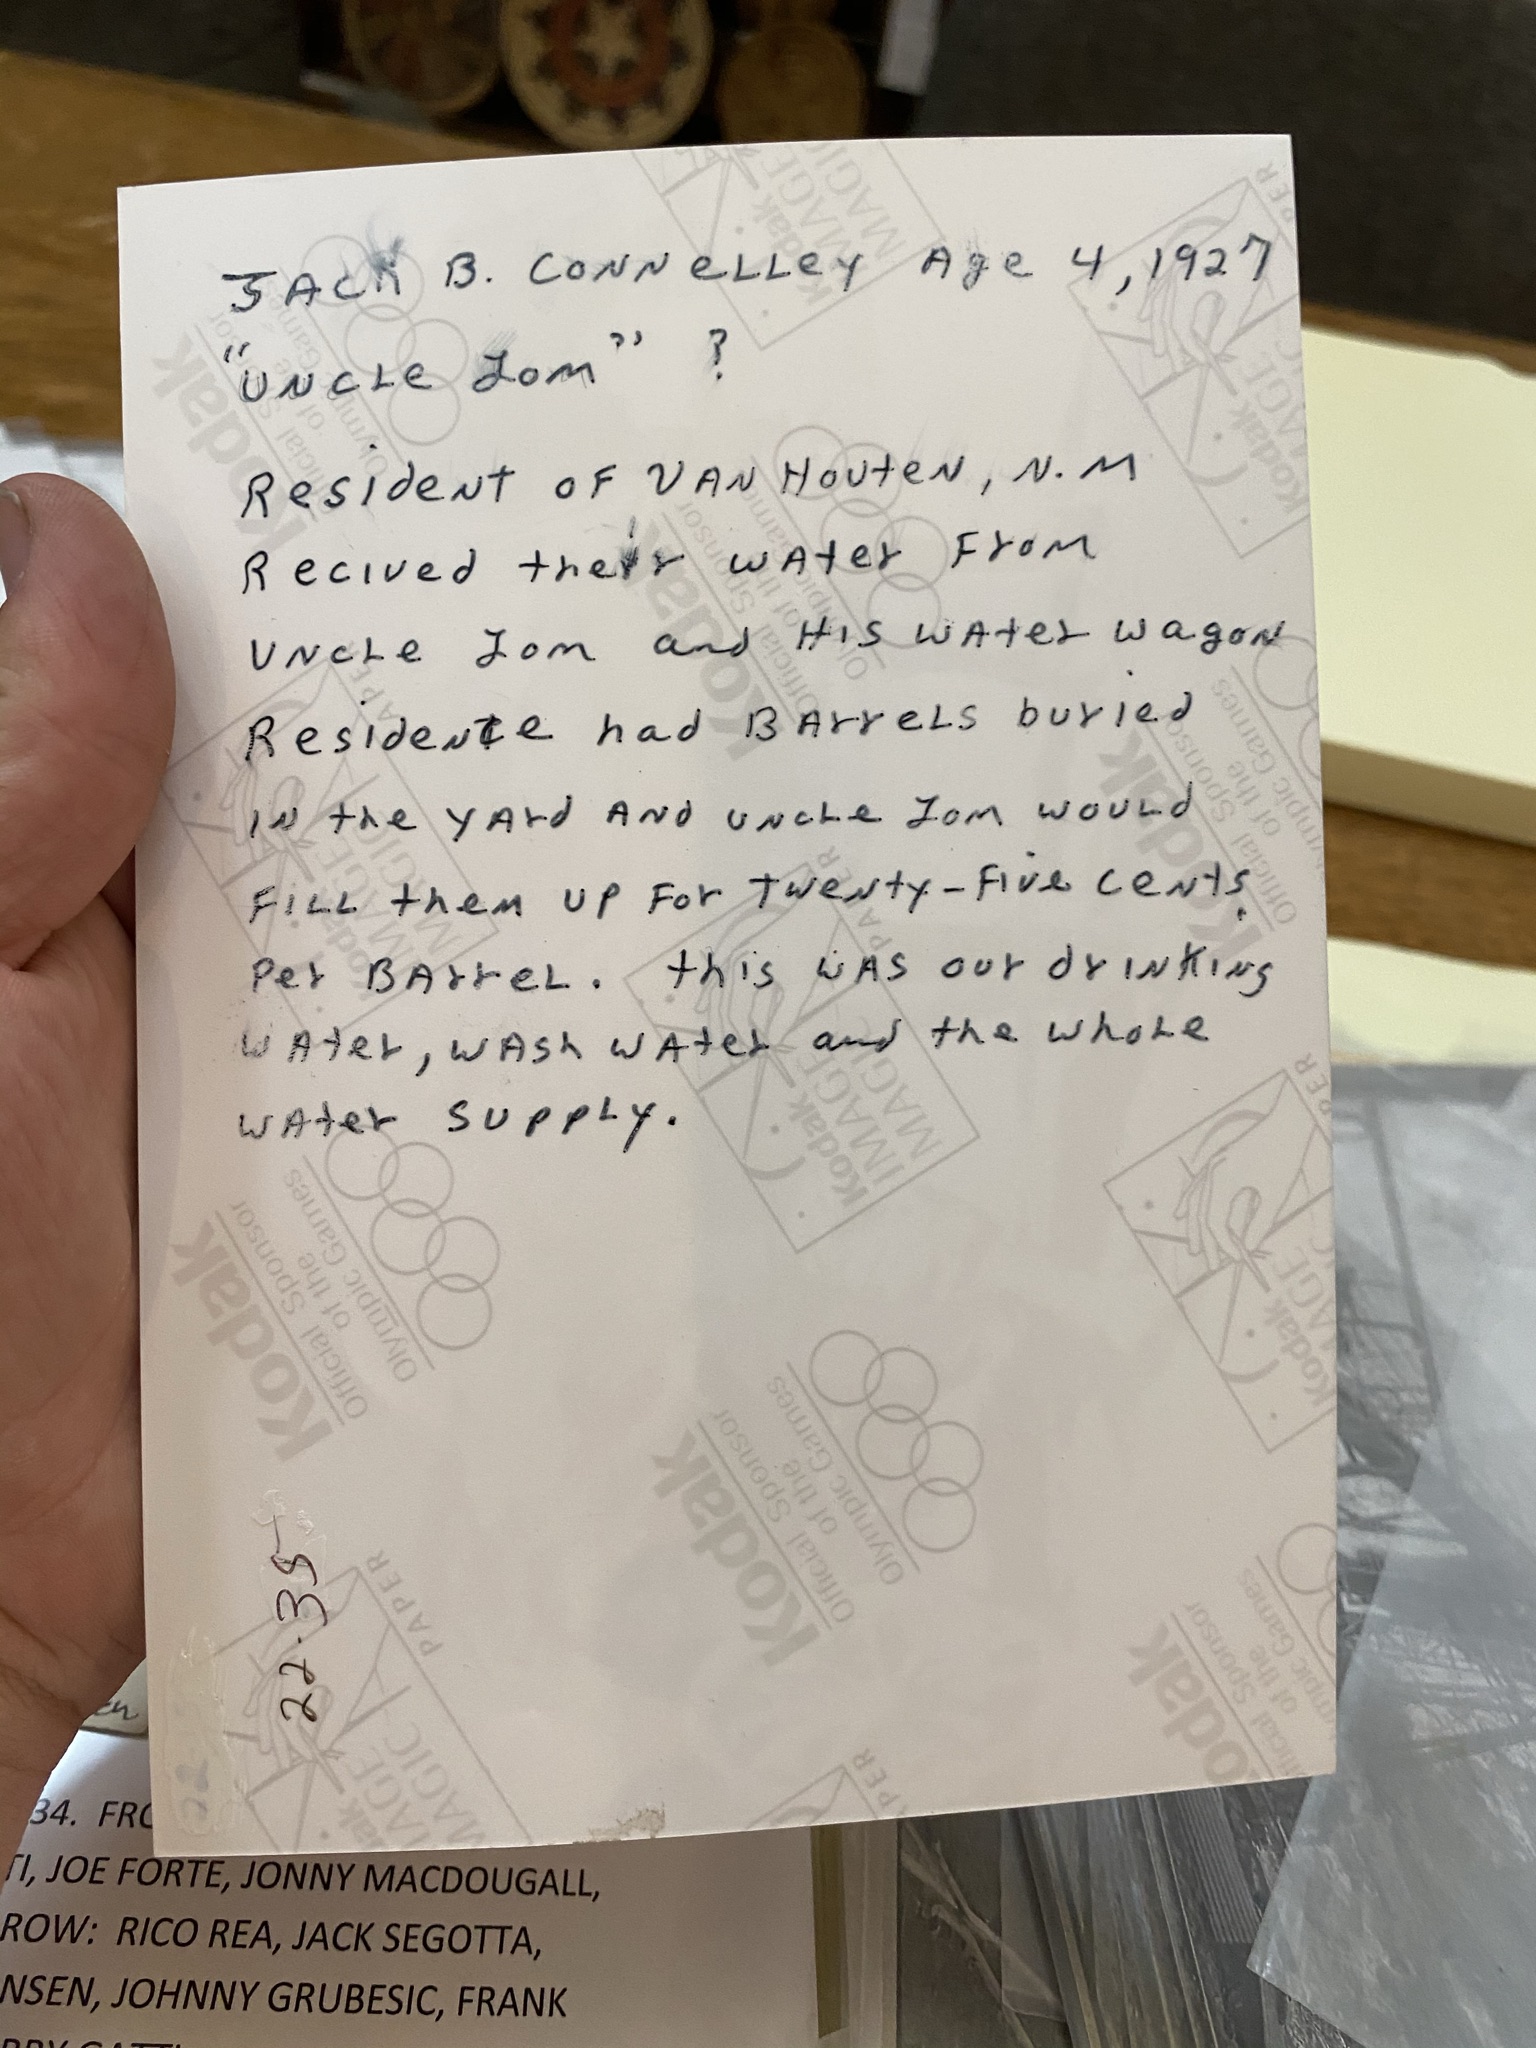 JACK B. CONNELLEY Age 4, 1927
"UNCLE Tom" ?
Resident OF VAN HOUTEN, N.M
Recived their WATER From
UNCLE Tom and HIS WATER Wagon
Residence had BARRELS buried
IN the YARD AND UNCLE Tom WOULD
FILL them UP For TWENTY-FIVE CENTS
Per BARREL. this WAS our drINKING
WATER, WASH WATER and the WHOLE
WATER SUPPLY.
22.35
Kodak
Official Sponsor
of the
Olympic Games
Kodak
IMAGE
MAGIC
PAPER
34. FRO
TI, JOE FORTE, JONNY MACDOUGALL,
ROW: RICO REA, JACK SEGOTTA,
NSEN, JOHNNY GRUBESIC, FRANK